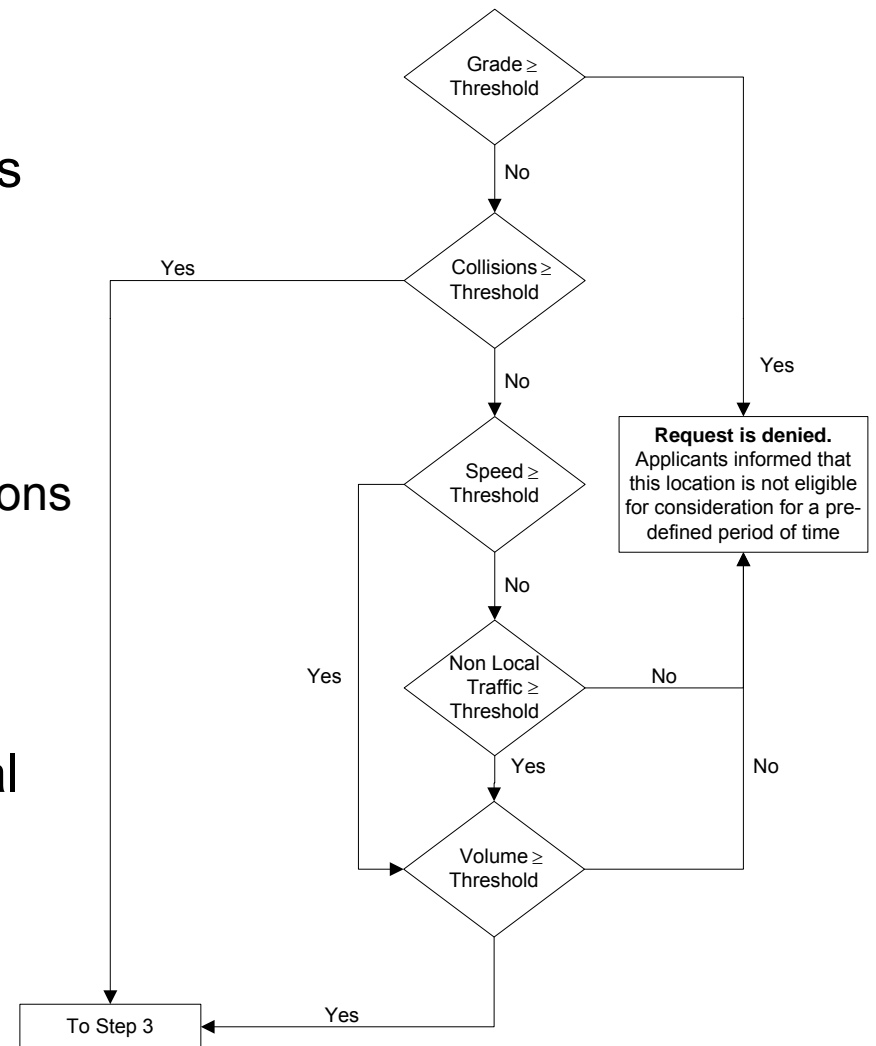 Grade ≥
Threshold
s
No
Yes
Collisions ≥
Threshold
No
Yes
Request is denied.
Applicants informed that
this location is not eligible
for consideration for a pre-
defined period of time
Speed ≥
Threshold
ons
No
Yes
Non Local
Traffic ≥
Threshold
No
al
Yes
No
Volume ≥
Threshold
Yes
To Step 3